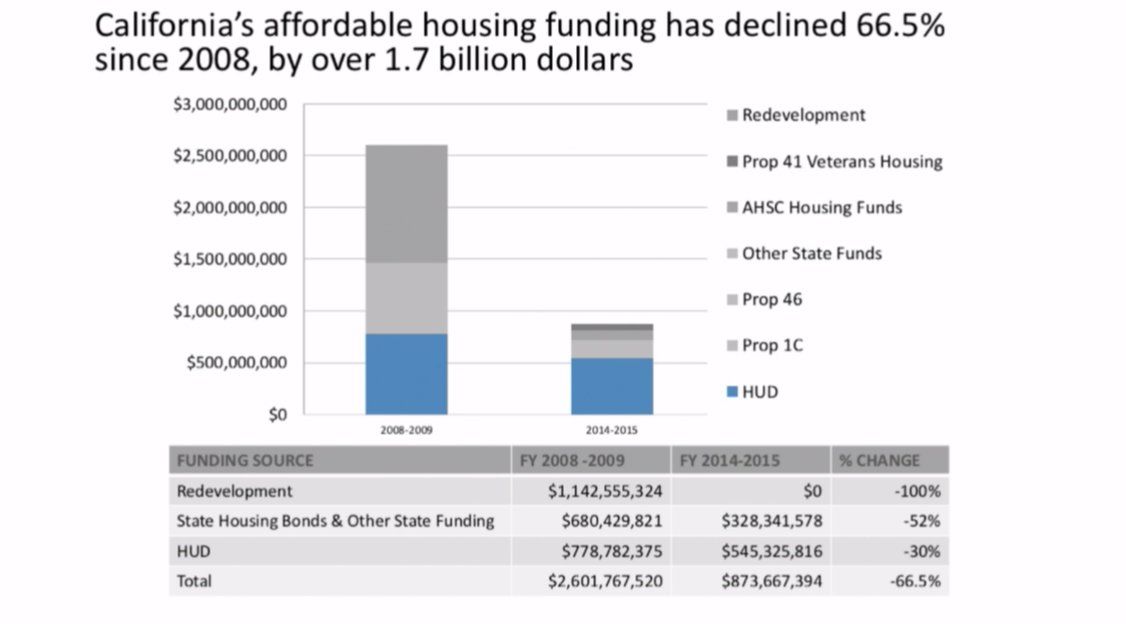 California's affordable housing funding has declined 66.5%
since 2008, by over 1.7 billion dollars
$3,000,000,000
$2,500,000,000
$2,000,000,000
$1,500,000,000
$1,000,000,000
$500,000,000
$0
2008-2009
2014-2015
Redevelopment
Prop 41 Veterans Housing
AHSC Housing Funds
Other State Funds
Prop 46
Prop 1C
HUD
FUNDING SOURCE FY 2008 -2009 FY 2014-2015 % CHANGE
Redevelopment $1,142,555,324 $0 -100%
State Housing Bonds & Other State Funding $680,429,821 $328,341,578 -52%
HUD $778,782,375 $545,325,816 -30%
Total $2,601,767,520 $873,667,394 -66.5%